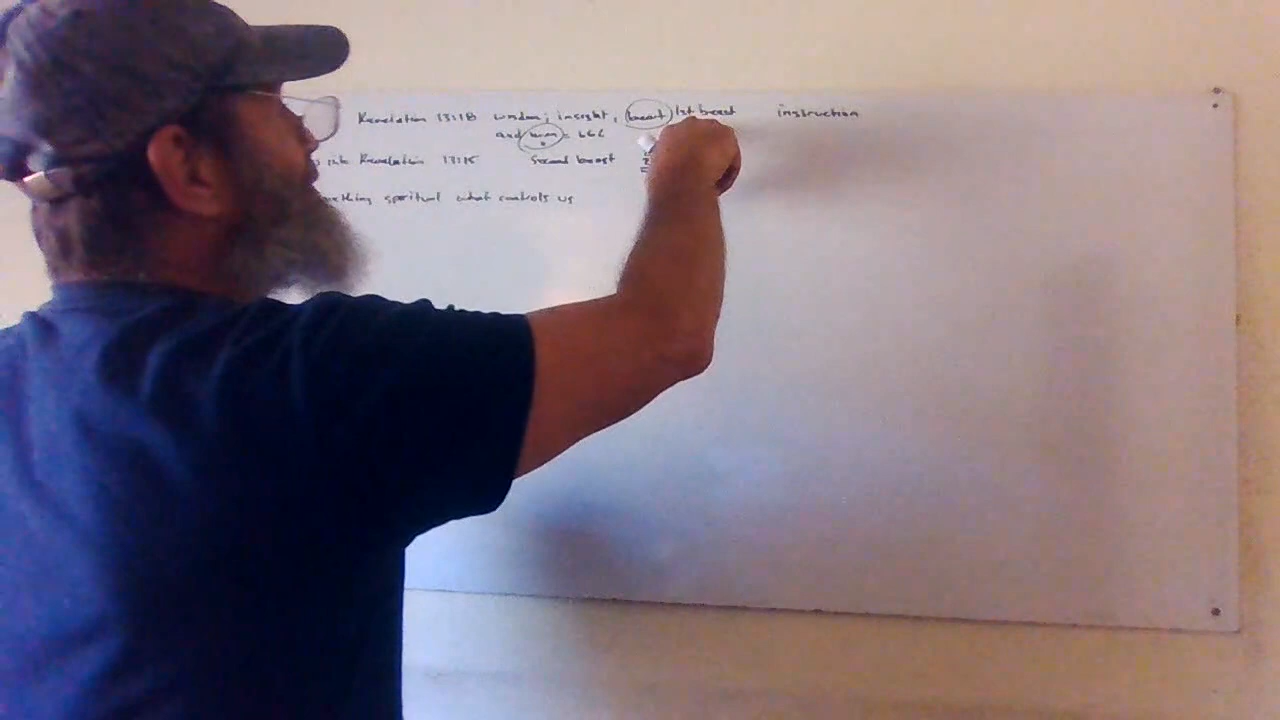 Revelation 13:18 wisdom; insight, beast 1st beast instruction
and = 666
into Revelation 13:15 Second beast
spiritual what controls us